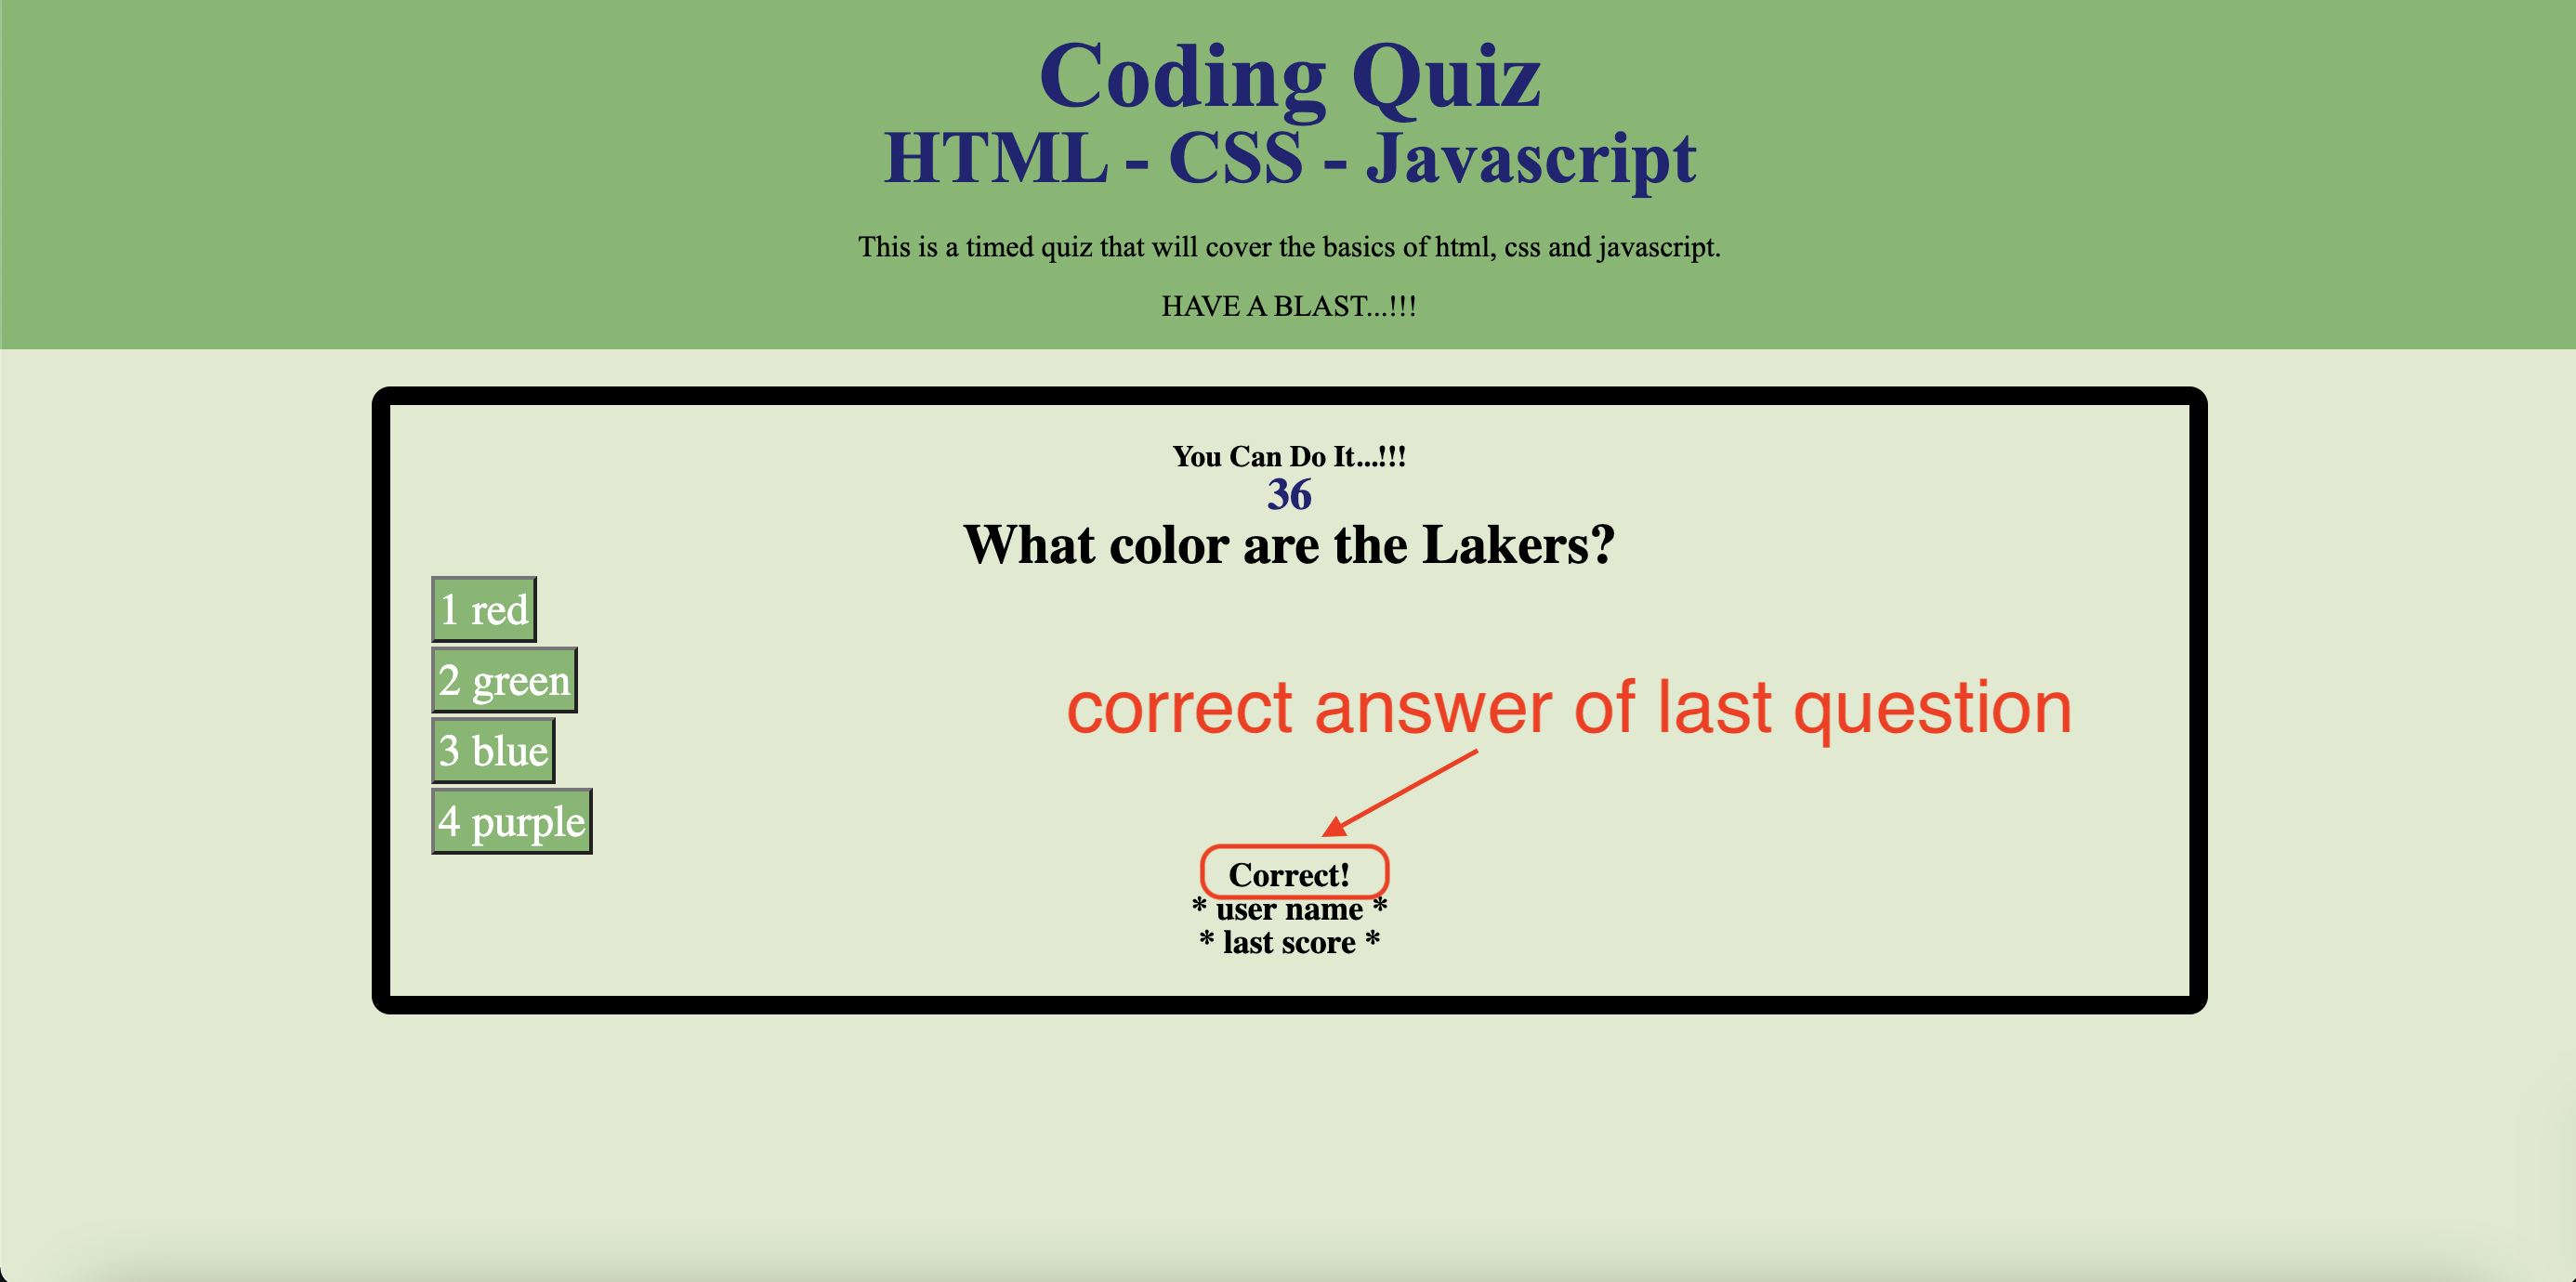 Coding Quiz
HTML - CSS - Javascript
This is a timed quiz that will cover the basics of html, css and javascript.
HAVE A BLAST...!!!
You Can Do It...!!!
36
What color are the Lakers?
1 red
2 green
3 blue
4 purple
correct answer of last question
Correct!
* user name *
* last score *